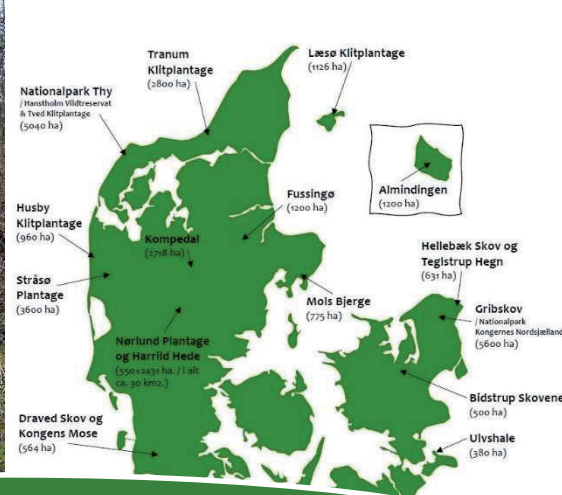 Tranum
Klitplantage
(2800 ha)
Læsø Klitplantage
(1126 ha)
Nationalpark Thy
/ Hanstholm Vildtreservat
& Tved Klitplantage
(5040 ha)
Almindingen
(1200 ha)
Fussingø
(1200 ha)
Husby
Klitplantage
(960 ha)
Kompedal
(2718 ha)
Hellebæk Skov og
Teglstrup Hegn
(631 ha)
Stråsø
Plantage
(3600 ha)
Mols Bjerge
(775 ha)
Gribskov
/ Nationalpark
Kongernes Nordsjælland
(5600 ha)
Nørlund Plantage
og Harrild Hede
(550+2431 ha. / I alt
ca. 30 km2.)
Bidstrup Skovene
(500 ha)
Draved Skov og
Kongens Mose
(564 ha)
Ulvshale
(380 ha)